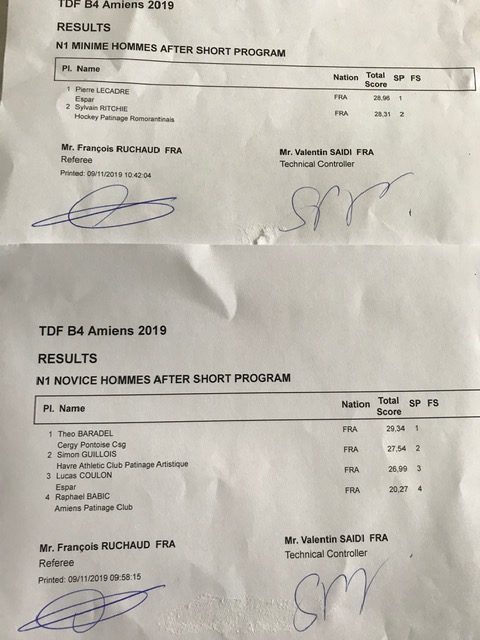 TDF B4 Amiens 2019
RESULTS
N1 MINIME HOMMES AFTER SHORT PROGRAM
Pl. Name Nation Total Score SP FS
1 Pierre LECADRE FRA 28,96 1
Espar
2 Sylvain RITCHIE FRA 28,31 2
Hockey Patinage Romorantinais
Mr. François RUCHAUD FRA Mr. Valentin SAIDI FRA
Referee Technical Controller
Printed: 09/11/2019 10:42:04
TDF B4 Amiens 2019
RESULTS
N1 NOVICE HOMMES AFTER SHORT PROGRAM
Pl. Name Nation Total Score SP FS
1 Theo BARADEL FRA 29,34 1
Cergy Pontoise Csg
2 Simon GUILLOIS FRA 27,54 2
Havre Athletic Club Patinage Artistique
3 Lucas COULON FRA 26,99 3
Espar
4 Raphael BABIC FRA 20,27 4
Amiens Patinage Club
Mr. François RUCHAUD FRA Mr. Valentin SAIDI FRA
Referee Technical Controller
Printed: 09/11/2019 09:58:15